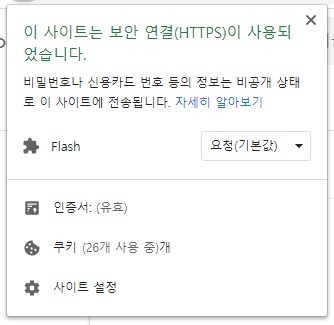 이 사이트는 보안 연결(HTTPS)이 사용되
었습니다.
비밀번호나 신용카드 번호 등의 정보는 비공개 상태
로 이 사이트에 전송됩니다. 자세히 알아보기
Flash 요청(기본값)
인증서: (유효)
쿠키 (26개 사용 중)개
사이트 설정